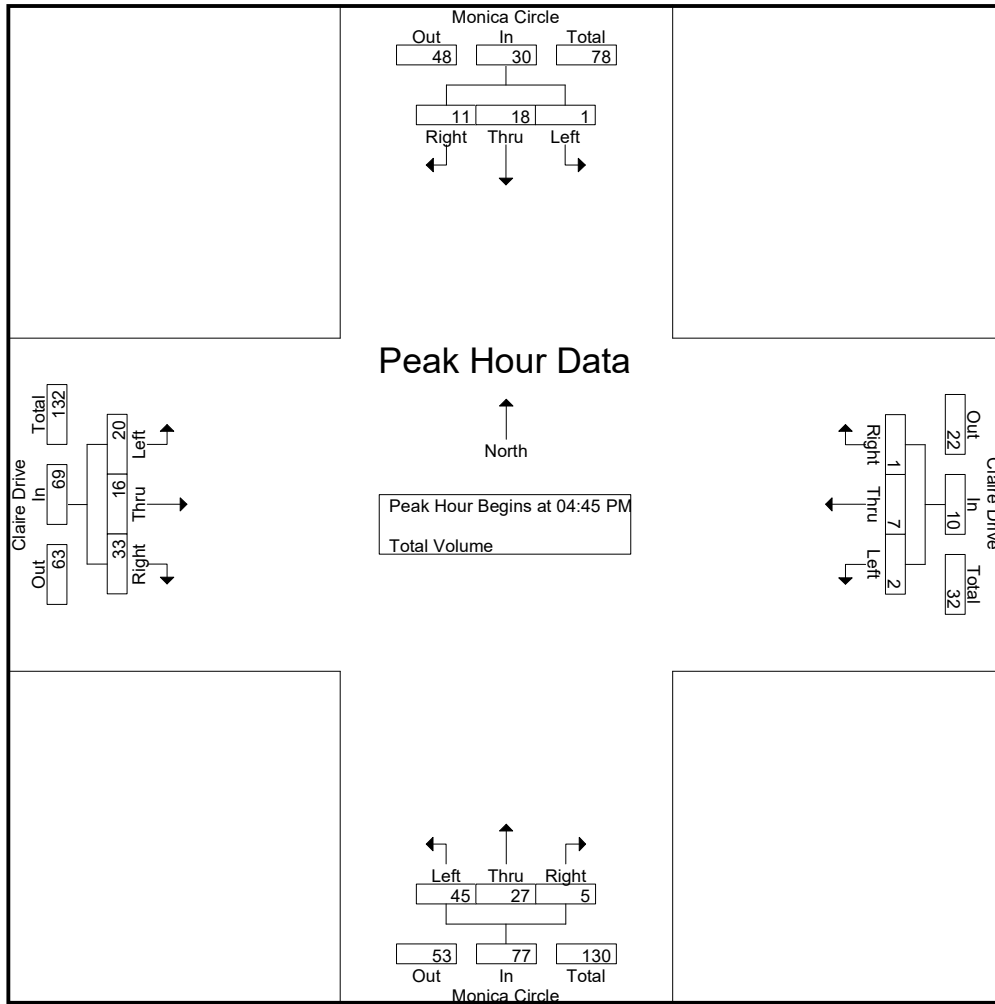 Monica Circle
Out In Total
48 30 78
11 18 1
Right Thru Left
Peak Hour Data
North
Peak Hour Begins at 04:45 PM
Total Volume
Claire Drive
Total In Out
132 69 63
20 16 33
Left Thru Right
Claire Drive
Out In Total
22 10 32
Right Thru Left
1 7 2
Left Thru Right
45 27 5
53 77 130
Out In Total
Monica Circle